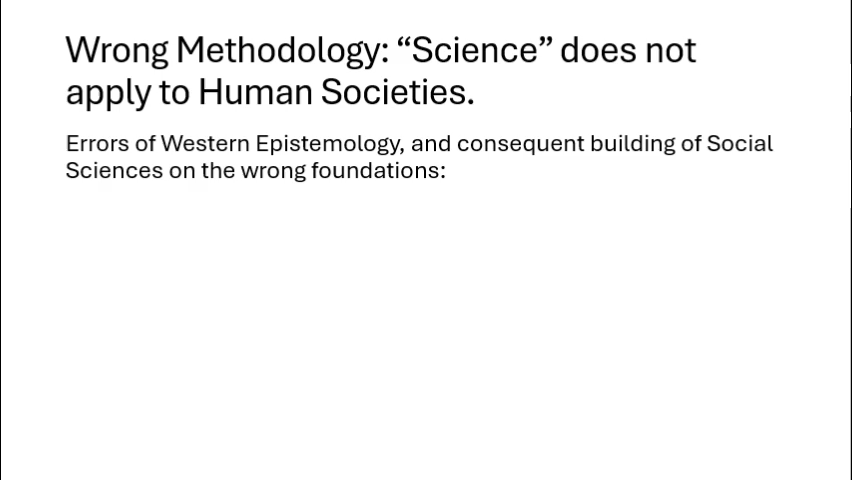 Wrong Methodology: “Science” does not
apply to Human Societies.
Errors of Western Epistemology, and consequent building of Social
Sciences on the wrong foundations: